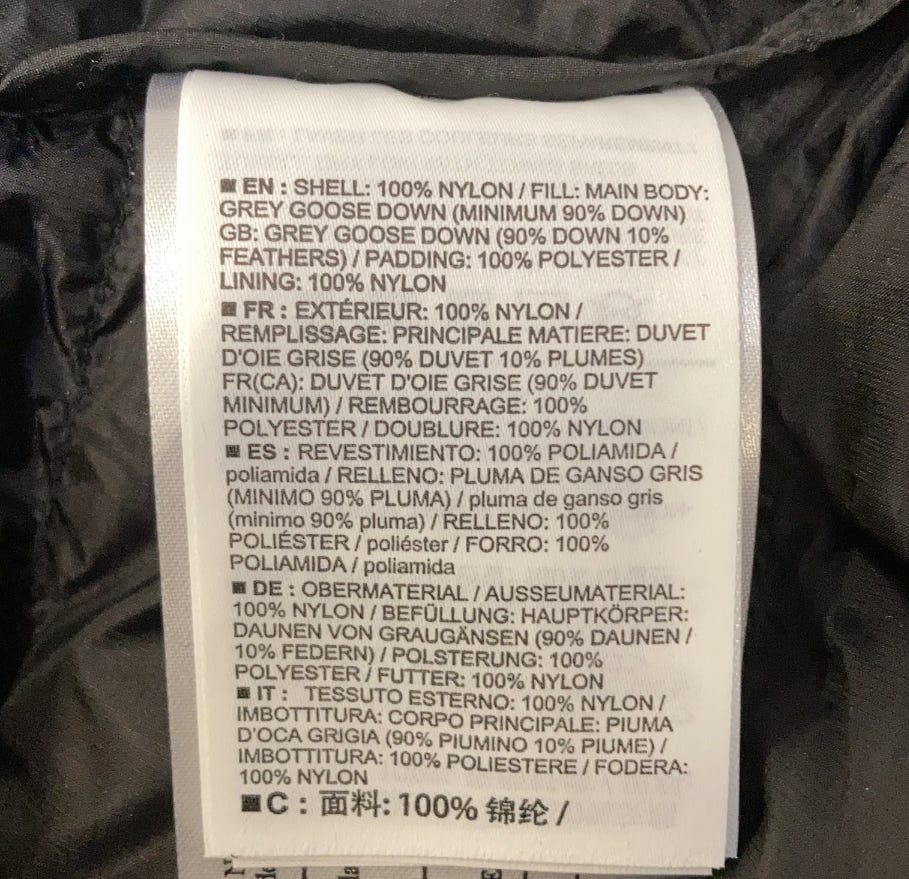 EN : SHELL: 100% NYLON / FILL: MAIN BODY:
GREY GOOSE DOWN (MINIMUM 90% DOWN)
GB: GREY GOOSE DOWN (90% DOWN 10%
FEATHERS) / PADDING: 100% POLYESTER /
LINING: 100% NYLON
FR : EXTÉRIEUR: 100% NYLON /
REMPLISSAGE: PRINCIPALE MATIERE: DUVET
D'OIE GRISE (90% DUVET 10% PLUMES)
FR(CA): DUVET D'OIE GRISE (90% DUVET
MINIMUM) / REMBOURRAGE: 100%
POLYESTER / DOUBLURE: 100% NYLON
ES : REVESTIMIENTO: 100% POLIAMIDA /
poliamida / RELLENO: PLUMA DE GANSO GRIS
(MINIMO 90% PLUMA) / pluma de ganso gris
(minimo 90% pluma) / RELLENO: 100%
POLIÉSTER / poliéster / FORRO: 100%
POLIAMIDA / poliamida
DE : OBERMATERIAL / AUSSEUMATERIAL:
100% NYLON / BEFÜLLUNG: HAUPTKÖRPER:
DAUNEN VON GRAUGÄNSEN (90% DAUNEN /
10% FEDERN) / POLSTERUNG: 100%
POLYESTER / FUTTER: 100% NYLON
IT : TESSUTO ESTERNO: 100% NYLON /
IMBOTTITURA: CORPO PRINCIPALE: PIUMA
D'OCA GRIGIA (90% PIUMINO 10% PIUME) /
IMBOTTITURA: 100% POLIESTERE / FODERA:
100% NYLON
C : 面料: 100% 锦纶 /